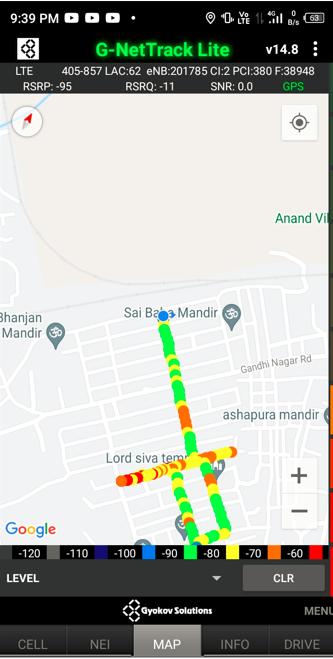 9:39 PM
Vo
LTE
4G
0
B/s
63
G-NetTrack Lite
v14.8
LTE 405-857 LAC:62 eNB:201785 CI:2 PCI:380 F:38948
RSRP: -95 RSRQ: -11 SNR: 0.0 GPS
Anand Vi
Bhanjan
Mandir
Sai Baba Mandir
Gandhi Nagar Rd
ashapura mandir
Lord siva tem
+
−
Google
-120 -110 -100 -90 -80 -70 -60
LEVEL
CLR
Gyokov Solutions
MENU
CELL NEI MAP INFO DRIVE